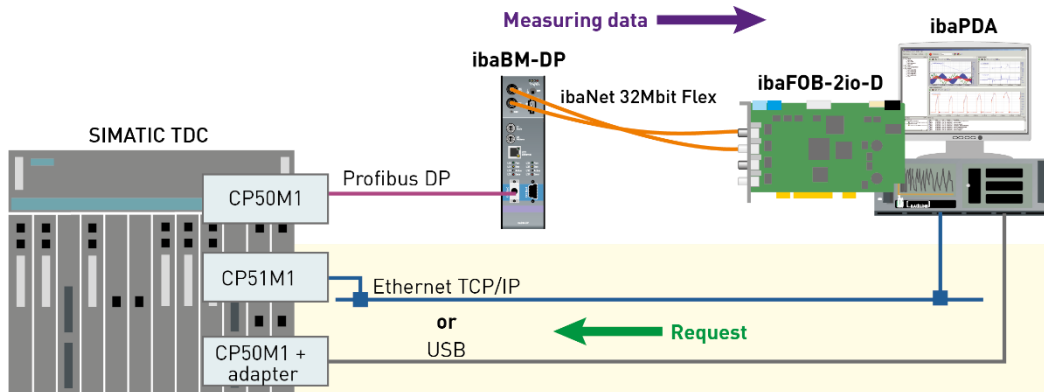 Measuring data
ibaPDA
ibaBM-DP
ibaFOB-2io-D
ibaNet 32Mbit Flex
SIMATIC TDC
Profibus DP
CP50M1
CP51M1
Ethernet TCP/IP
or
Request
USB
CP50M1 +
adapter